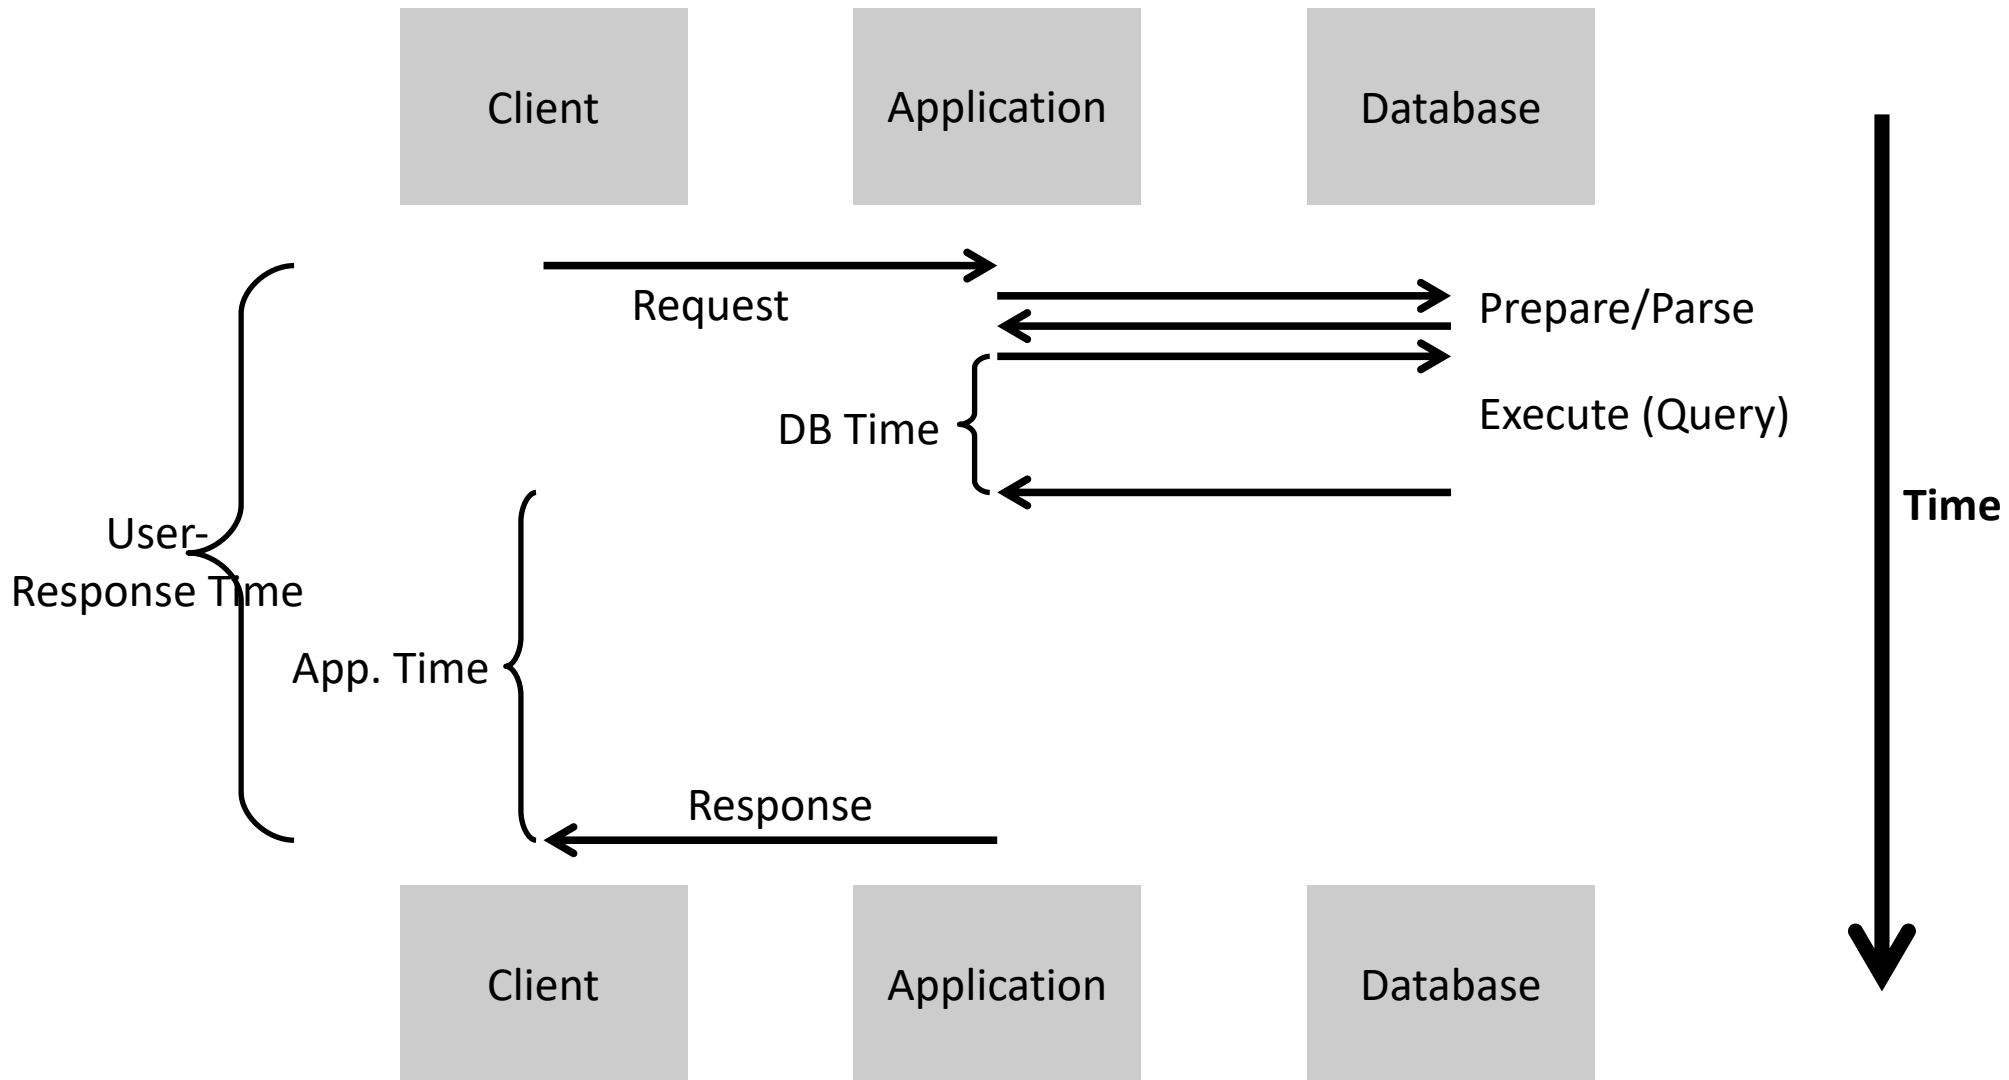 Client
Application
Database
Request
Prepare/Parse
DB Time
Execute (Query)
Time
User-
Response Time
App. Time
Response
Client
Application
Database